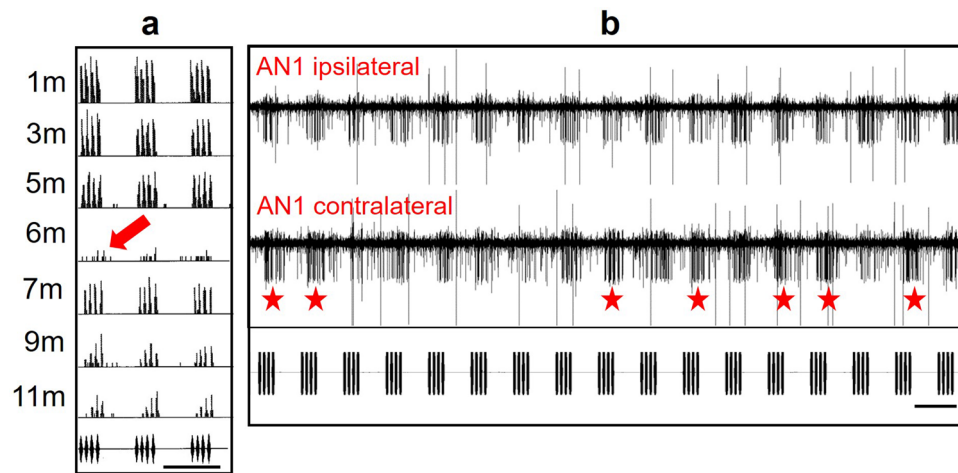 a
b
1m
3m
5m
6m
7m
9m
11m
AN1 ipsilateral
AN1 contralateral